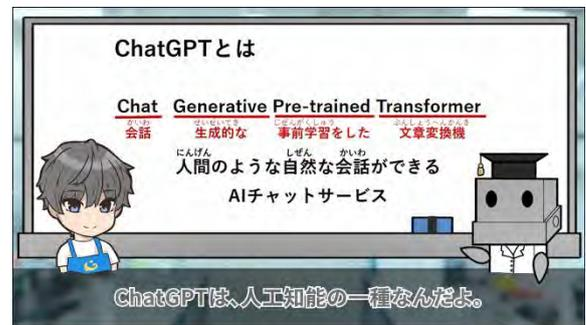 ChatGPTとは
Chat Generative Pre-trained Transformer
かいわ せいせいてき じぜんがくしゅう ぶんしょうへんかんき
会話 生成的な 事前学習をした 文章変換機
にんげん しぜん かいわ
人間のような自然な会話ができる
AIチャットサービス
ChatGPTは、人工知能の一種なんだよ。